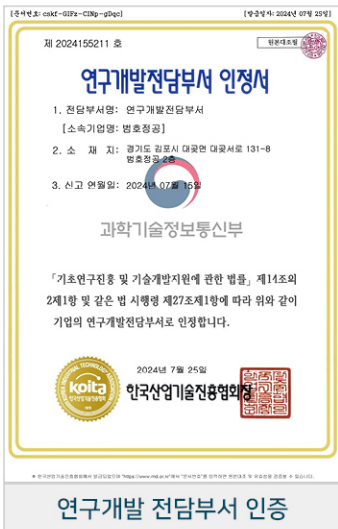 [문서번호: cskf-GIFz-CINp-gDqc] [발급일자: 2024년 07월 25일]
제 2024155211 호
원본대조필
연구개발전담부서 인정서
1. 전담부서명: 연구개발전담부서
[소속기업명: 범호정공]
2. 소 재 지: 경기도 김포시 대곶면 대곶서로 131-8
범호정공 2층
3. 신고 연월일: 2024년 07월 15일
과학기술정보통신부
「기초연구진흥 및 기술개발지원에 관한 법률」 제14조의
2제1항 및 같은 법 시행령 제27조제1항에 따라 위와 같이
기업의 연구개발전담부서로 인정합니다.
2024년 7월 25일
koita
한국산업기술진흥협회장
연구개발 전담부서 인증